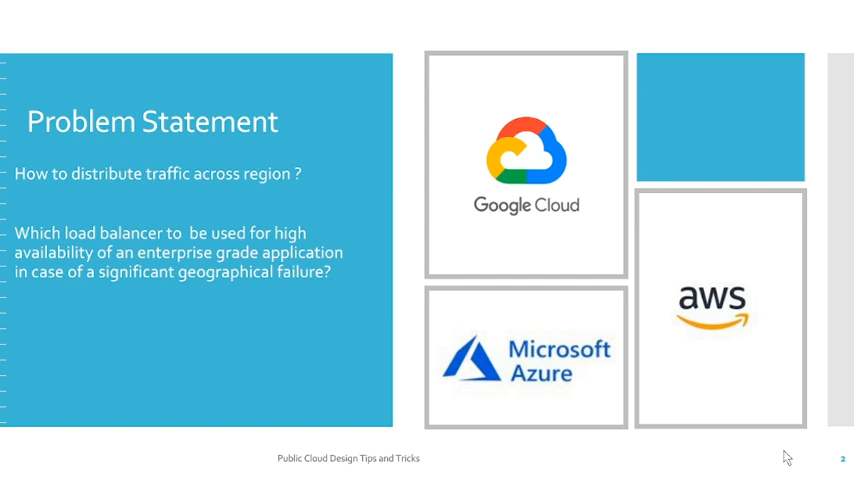 Problem Statement
How to distribute traffic across region ?
Which load balancer to be used for high
availability of an enterprise grade application
in case of a significant geographical failure?
Google Cloud
Microsoft
Azure
aws
Public Cloud Design Tips and Tricks
2